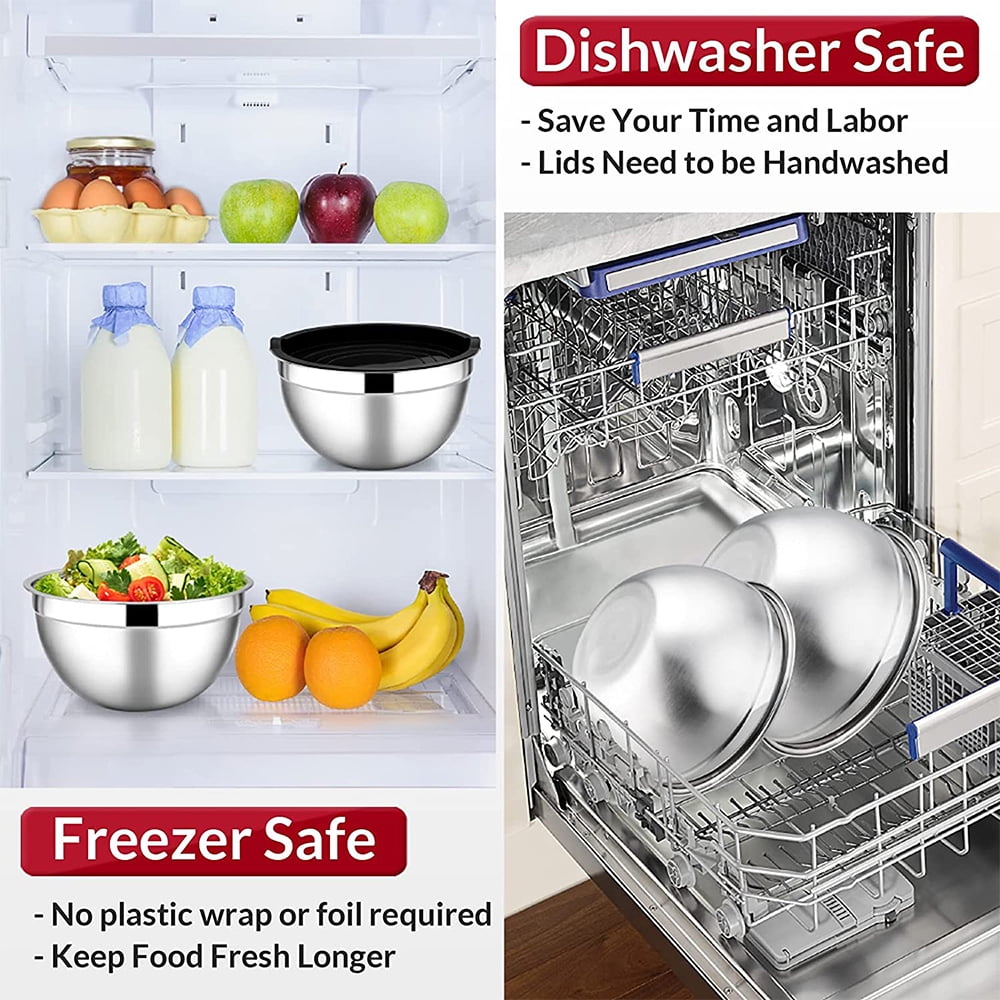 Dishwasher Safe
- Save Your Time and Labor
- Lids Need to be Handwashed
Freezer Safe
- No plastic wrap or foil required
- Keep Food Fresh Longer